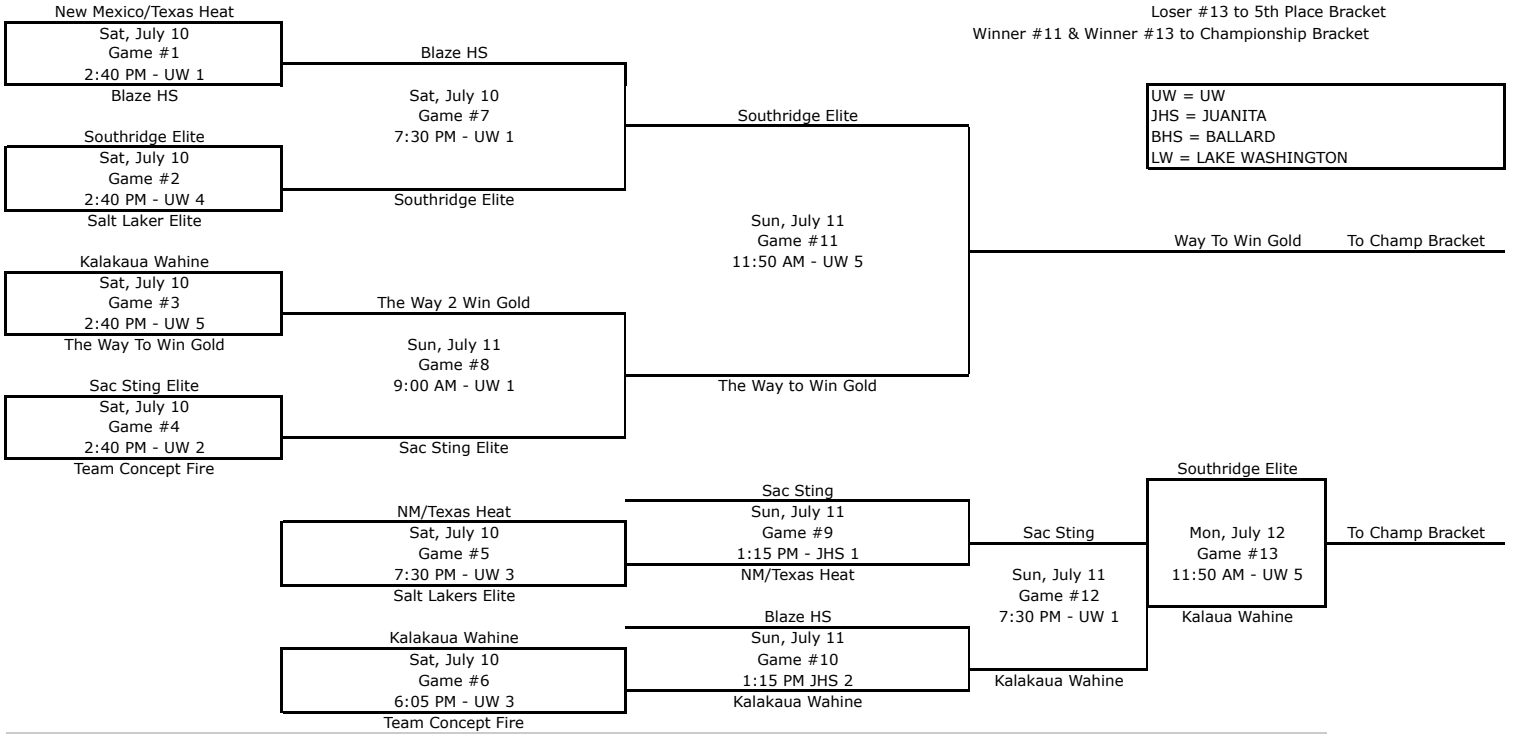 New Mexico/Texas Heat
Sat, July 10
Game #1
2:40 PM - UW 1
Blaze HS
Southridge Elite
Sat, July 10
Game #2
2:40 PM - UW 4
Salt Laker Elite
Kalakaua Wahine
Sat, July 10
Game #3
2:40 PM - UW 5
The Way To Win Gold
Sac Sting Elite
Sat, July 10
Game #4
2:40 PM - UW 2
Team Concept Fire
Blaze HS
Sat, July 10
Game #7
7:30 PM - UW 1
Southridge Elite
The Way 2 Win Gold
Sun, July 11
Game #8
9:00 AM - UW 1
Sac Sting Elite
NM/Texas Heat
Sat, July 10
Game #5
7:30 PM - UW 3
Salt Lakers Elite
Kalakaua Wahine
Sat, July 10
Game #6
6:05 PM - UW 3
Team Concept Fire
Southridge Elite
Sun, July 11
Game #11
11:50 AM - UW 5
The Way to Win Gold
Sac Sting
Sun, July 11
Game #9
1:15 PM - JHS 1
NM/Texas Heat
Blaze HS
Sun, July 11
Game #10
1:15 PM JHS 2
Kalakaua Wahine
Sac Sting
Sun, July 11
Game #12
7:30 PM - UW 1
Kalakaua Wahine
Loser #13 to 5th Place Bracket
Winner #11 & Winner #13 to Championship Bracket
UW = UW
JHS = JUANITA
BHS = BALLARD
LW = LAKE WASHINGTON
Way To Win Gold To Champ Bracket
Southridge Elite
Mon, July 12
Game #13
11:50 AM - UW 5
Kalaua Wahine
To Champ Bracket